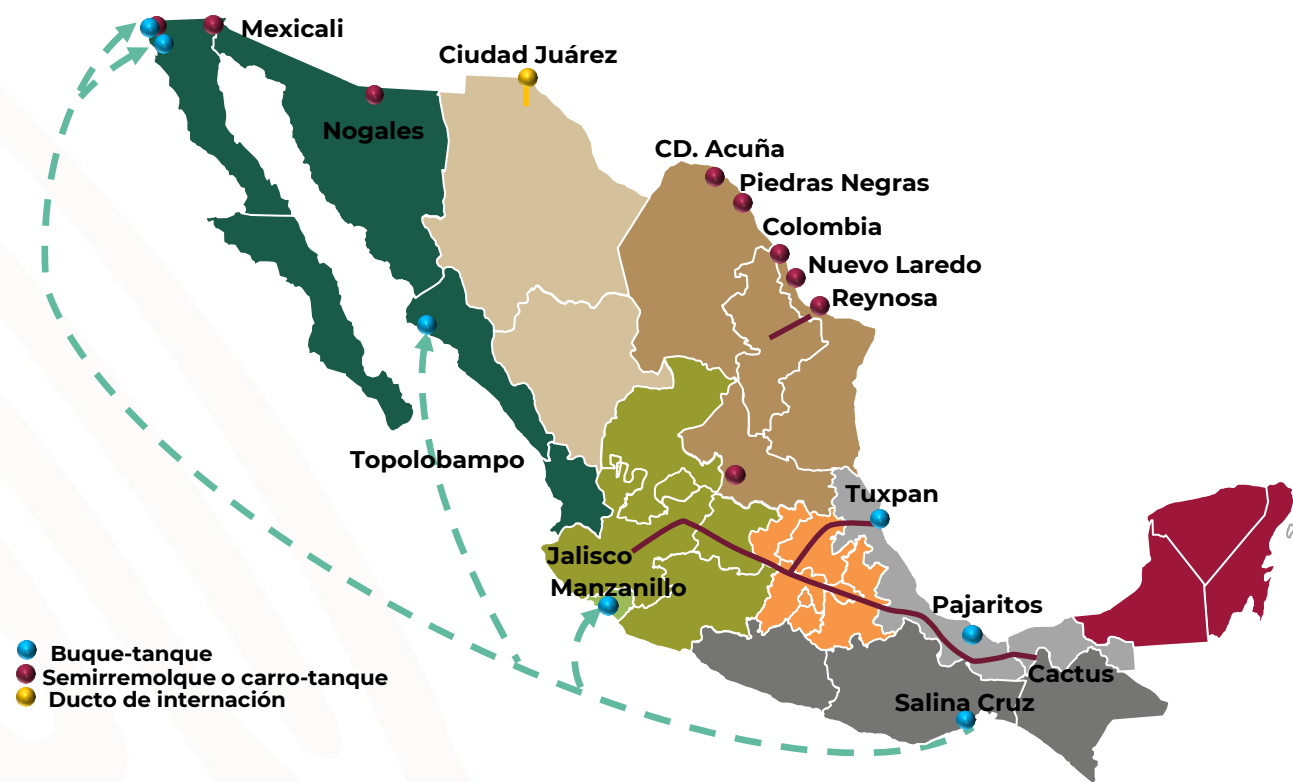 Mexicali
Ciudad Juárez
Nogales
CD. Acuña
Piedras Negras
Colombia
Nuevo Laredo
Reynosa
Topolobampo
Tuxpan
Jalisco
Manzanillo
Pajaritos
Cactus
Salina Cruz
Buque-tanque
Semirremolque o carro-tanque
Ducto de internación